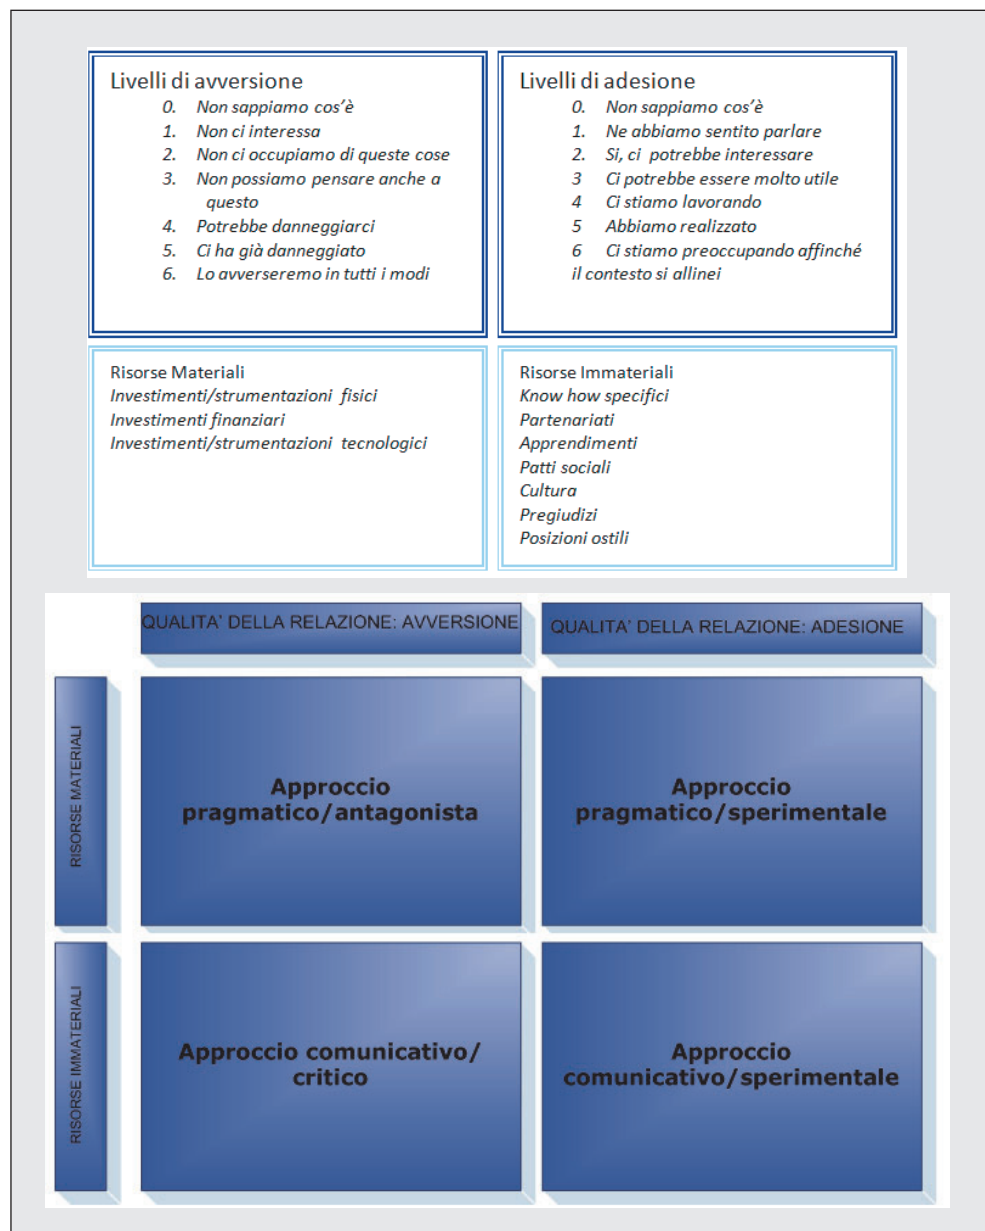 Livelli di avversione
0. Non sappiamo cos'è
1. Non ci interessa
2. Non ci occupiamo di queste cose
3. Non possiamo pensare anche a
questo
4. Potrebbe danneggiarci
5. Ci ha già danneggiato
6. Lo avverseremo in tutti i modi
Livelli di adesione
0. Non sappiamo cos'è
1. Ne abbiamo sentito parlare
2. Si, ci potrebbe interessare
3 Ci potrebbe essere molto utile
4 Ci stiamo lavorando
5 Abbiamo realizzato
6 Ci stiamo preoccupando affinché
il contesto si allinei
Risorse Materiali
Investimenti/strumentazioni fisici
Investimenti finanziari
Investimenti/strumentazioni tecnologici
Risorse Immateriali
Know how specifici
Partenariati
Apprendimenti
Patti sociali
Cultura
Pregiudizi
Posizioni ostili
QUALITA' DELLA RELAZIONE: AVVERSIONE
QUALITA' DELLA RELAZIONE: ADESIONE
RISORSE MATERIALI
Approccio
pragmatico/antagonista
Approccio
pragmatico/sperimentale
RISORSE IMMATERIALI
Approccio comunicativo/
critico
Approccio
comunicativo/sperimentale